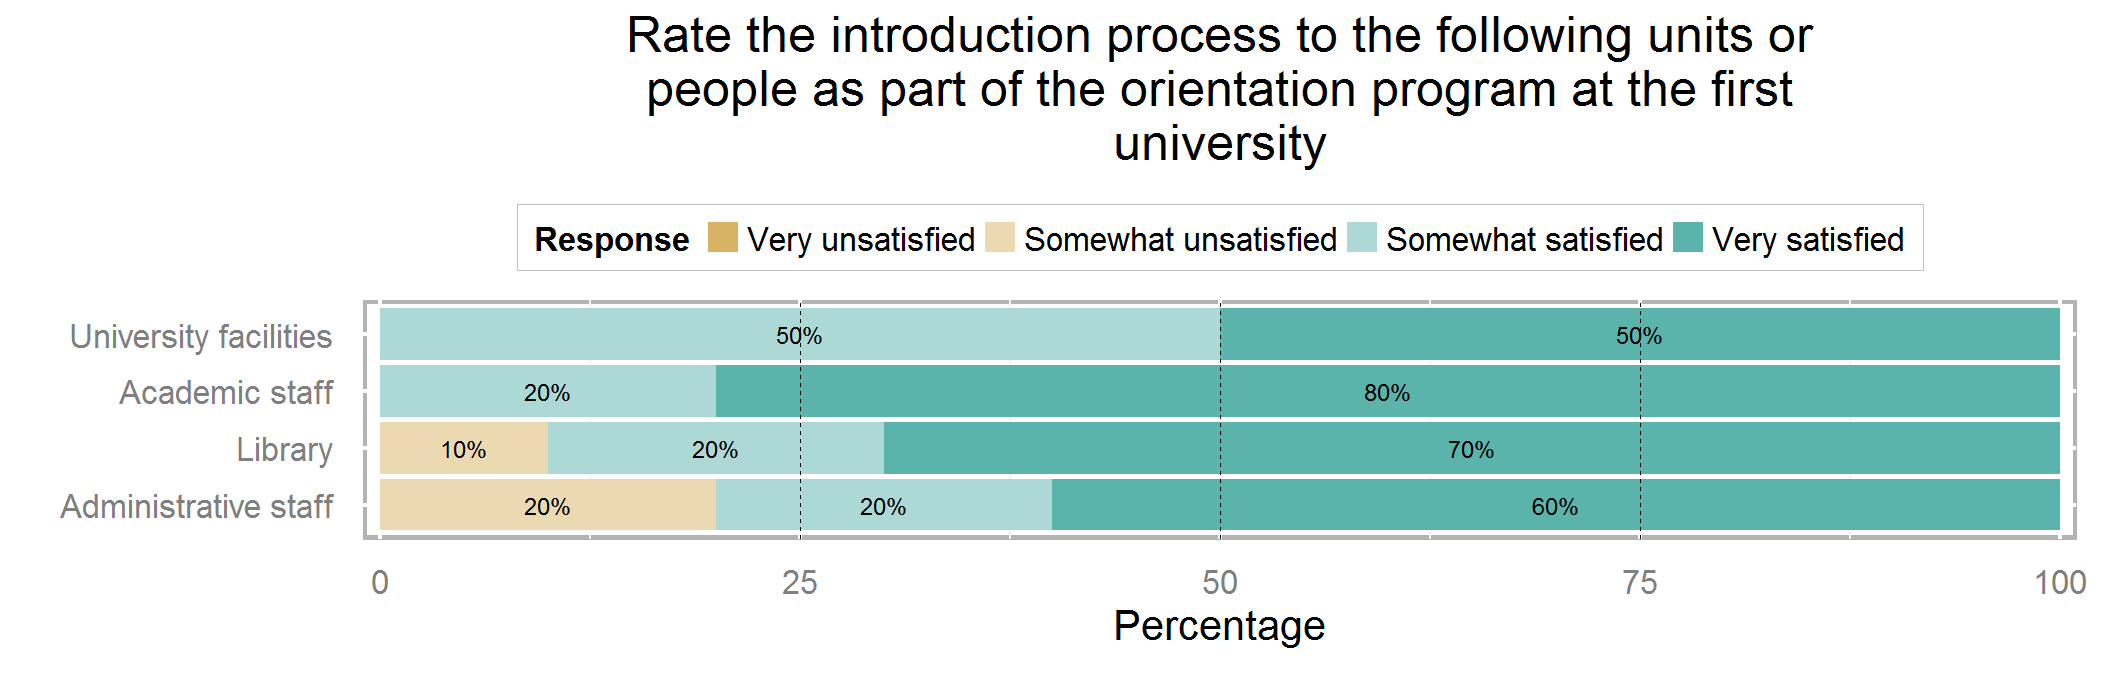 Rate the introduction process to the following units or
people as part of the orientation program at the first
university
Response Very unsatisfied Somewhat unsatisfied Somewhat satisfied Very satisfied
University facilities 50% 50%
Academic staff 20% 80%
Library 10% 20% 70%
Administrative staff 20% 20% 60%
0 25 50 75 100
Percentage